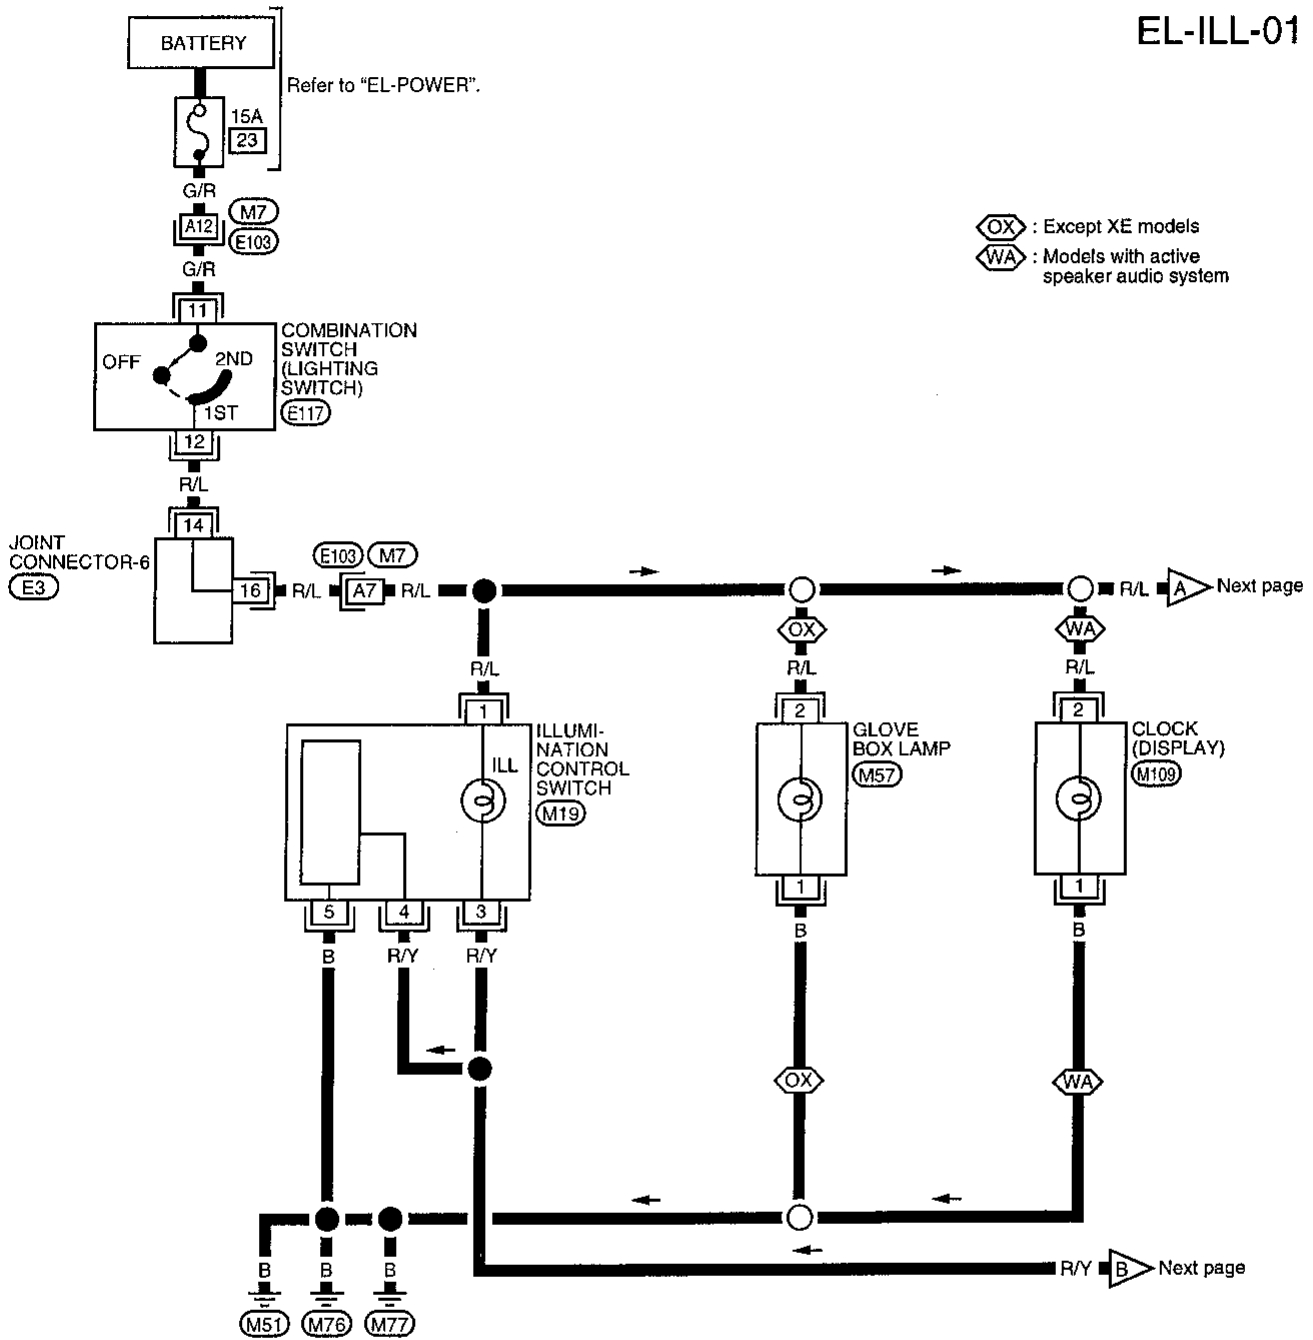 EL-ILL-01
BATTERY
Refer to “EL-POWER”.
15A
23
G/R
A12
M7
E103
G/R
11
OX : Except XE models
WA : Models with active
speaker audio system
COMBINATION
SWITCH
(LIGHTING
SWITCH)
E117
OFF
2ND
1ST
12
R/L
14
JOINT
CONNECTOR-6
E3
16
R/L
E103
M7
A7
R/L
R/L
A
Next page
OX
WA
R/L
R/L
R/L
1
2
2
ILLUMI-
NATION
CONTROL
SWITCH
M19
ILL
GLOVE
BOX LAMP
M57
CLOCK
(DISPLAY)
M109
5
4
3
1
1
B
R/Y
R/Y
B
B
OX
WA
B
B
B
R/Y
B
Next page
M51
M76
M77